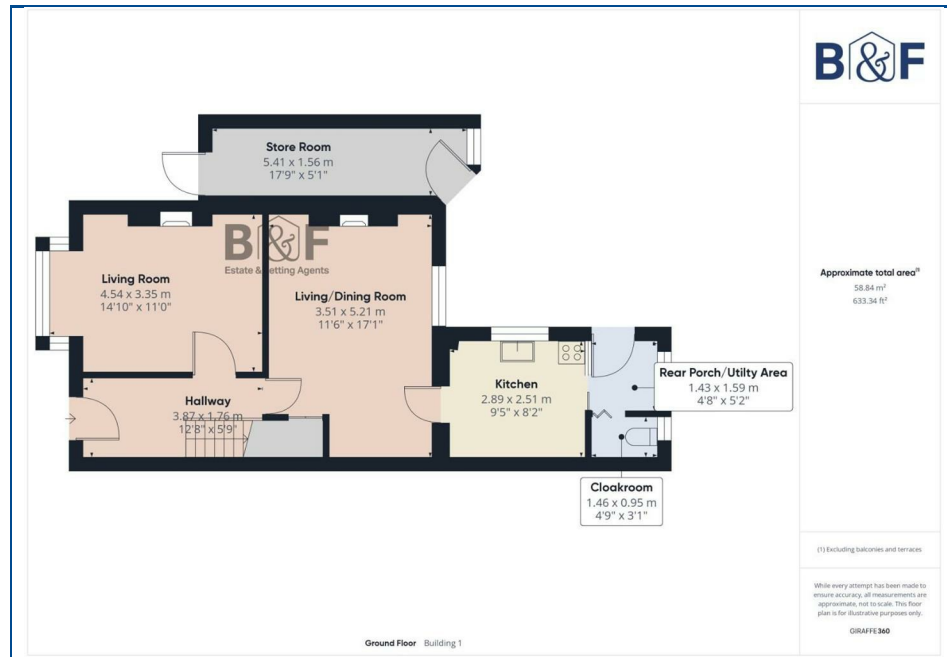 B&F
Store Room
5.41 x 1.56 m
17'9" x 5'1"
B&F
Estate & Letting Agents
Living Room
4.54 x 3.35 m
14'10" x 11'0"
Living/Dining Room
3.51 x 5.21 m
11'6" x 17'1"
Hallway
3.87 x 1.76 m
12'8" x 5'9"
Kitchen
2.89 x 2.51 m
9'5" x 8'2"
Rear Porch/Utilty Area
1.43 x 1.59 m
4'8" x 5'2"
Cloakroom
1.46 x 0.95 m
4'9" x 3'1"
Approximate total area(1)
58.84 m²
633.34 ft²
(1) Excluding balconies and terraces
While every attempt has been made to
ensure accuracy, all measurements are
approximate, not to scale. This floor
plan is for illustrative purposes only.
GIRAFFE360
Ground Floor Building 1